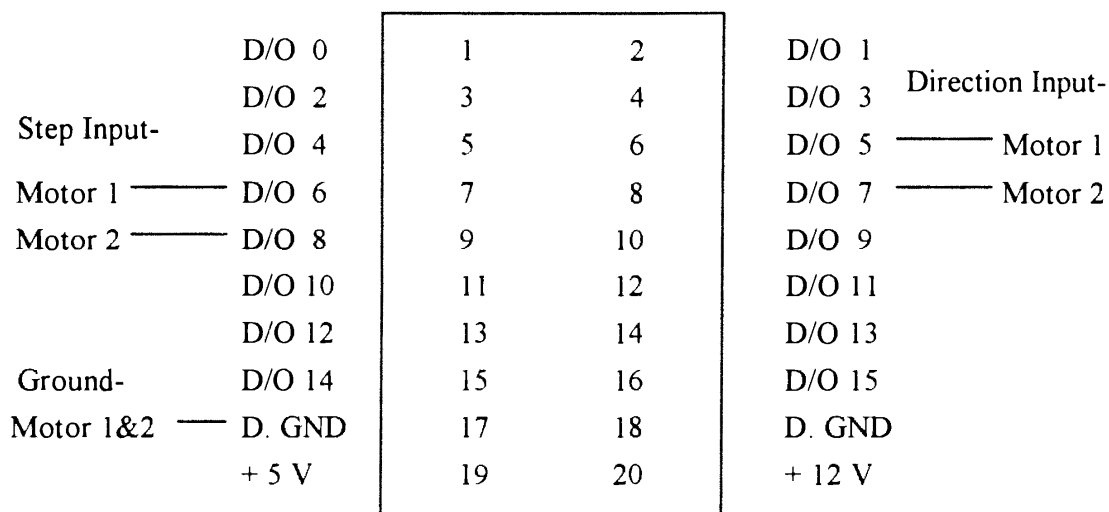 D/O 0 1 2 D/O 1
Direction Input-
D/O 2 3 4 D/O 3
Step Input-
D/O 4 5 6 D/O 5 Motor 1
Motor 1 D/O 6 7 8 D/O 7 Motor 2
Motor 2 D/O 8 9 10 D/O 9
D/O 10 11 12 D/O 11
D/O 12 13 14 D/O 13
Ground- D/O 14 15 16 D/O 15
Motor 1&2 D. GND 17 18 D. GND
+ 5 V 19 20 + 12 V